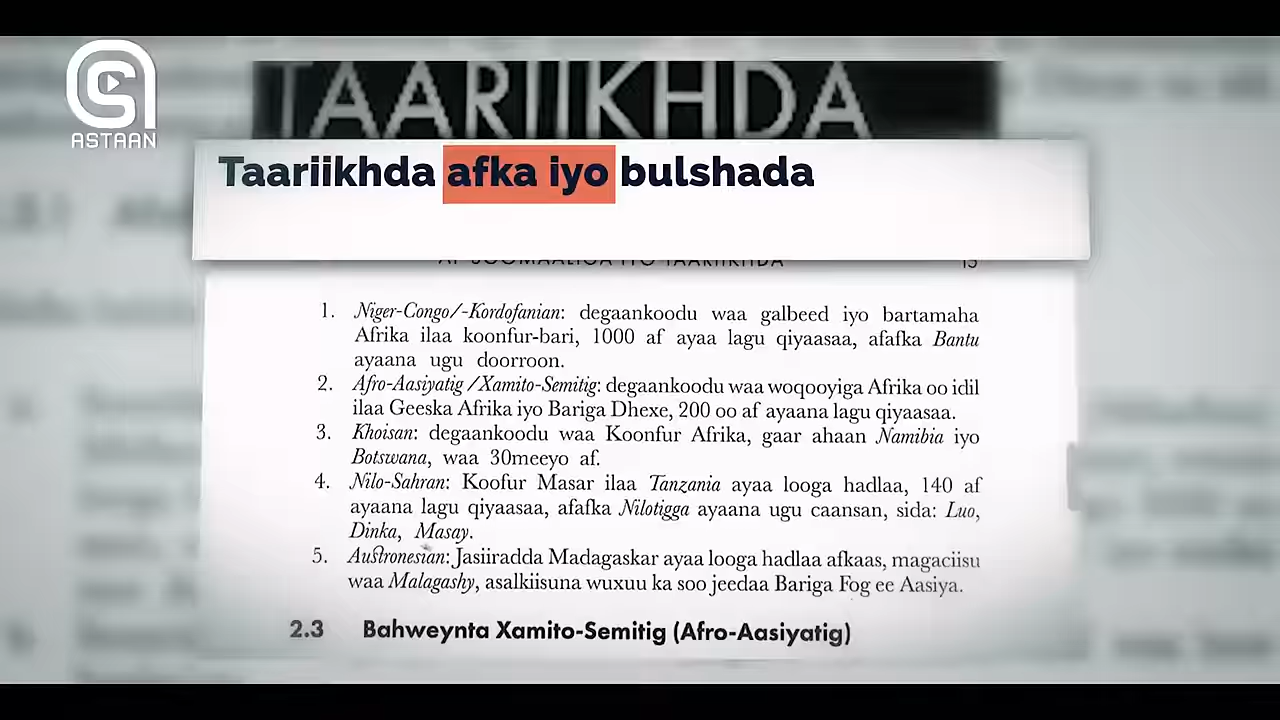 ASTAAN
TAARIIKHDA
Taariikhda afka iyo bulshada
AF SOOMAALIGA IYO TAARIIKHDA 15
1. Niger-Congo/-Kordofanian: degaankoodu waa galbeed iyo bartamaha
Afrika ilaa koonfur-bari, 1000 af ayaa lagu qiyaasaa, afafka Bantu
ayaana ugu doorroon.
2. Afro-Aasiyatig /Xamito-Semitig: degaankoodu waa woqooyiga Afrika oo idil
ilaa Geeska Afrika iyo Bariga Dhexe, 200 oo af ayaana lagu qiyaasaa.
3. Khoisan: degaankoodu waa Koonfur Afrika, gaar ahaan Namibia iyo
Botswana, waa 30meeyo af.
4. Nilo-Sahran: Koofur Masar ilaa Tanzania ayaa looga hadlaa, 140 af
ayaana lagu qiyaasaa, afafka Nilotigga ayaana ugu caansan, sida: Luo,
Dinka, Masay.
5. Austronesian: Jasiiradda Madagaskar ayaa looga hadlaa afkaas, magaciisu
waa Malagashy, asalkiisuna wuxuu ka soo jeedaa Bariga Fog ee Aasiya.
2.3 Bahweynta Xamito-Semitig (Afro-Aasiyatig)